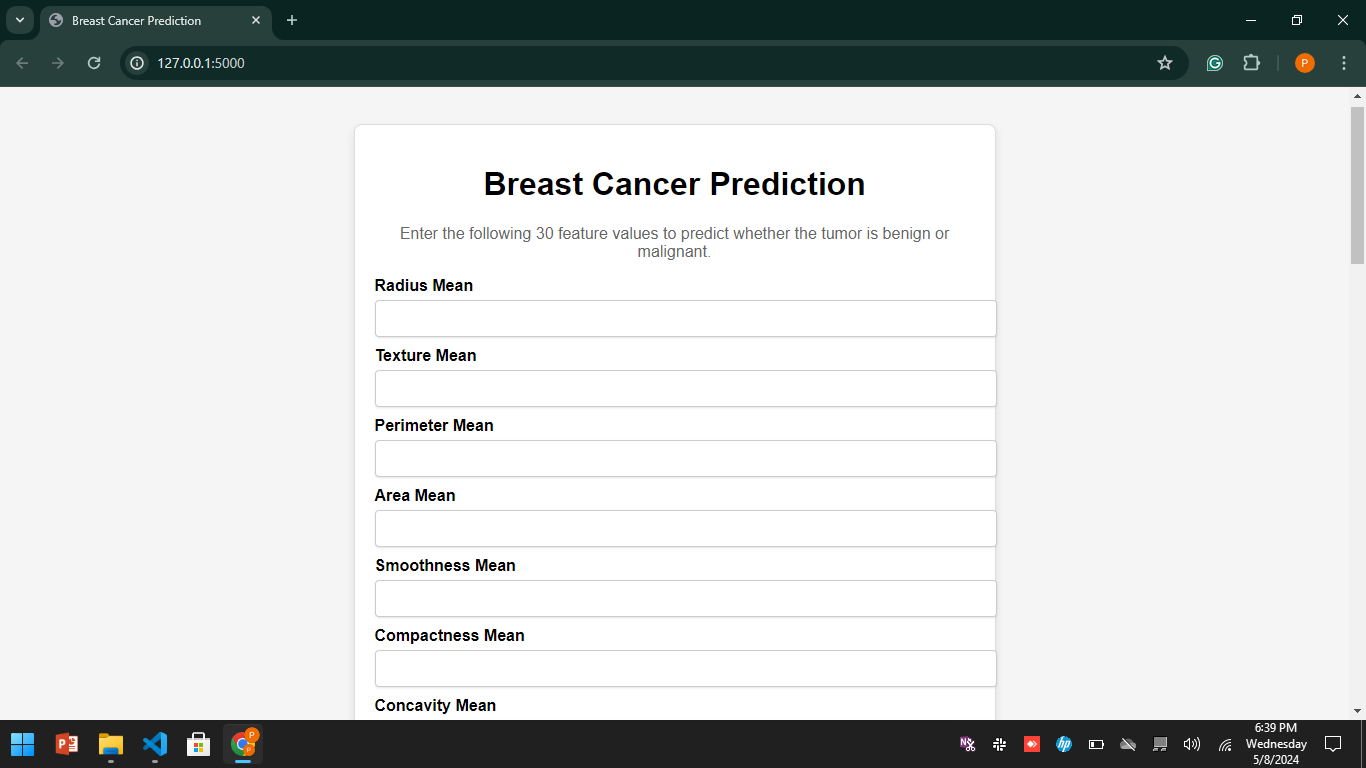 Breast Cancer Prediction
127.0.0.1:5000
P
Breast Cancer Prediction
Enter the following 30 feature values to predict whether the tumor is benign or
malignant.
Radius Mean
Texture Mean
Perimeter Mean
Area Mean
Smoothness Mean
Compactness Mean
Concavity Mean
6:39 PM
Wednesday
5/8/2024